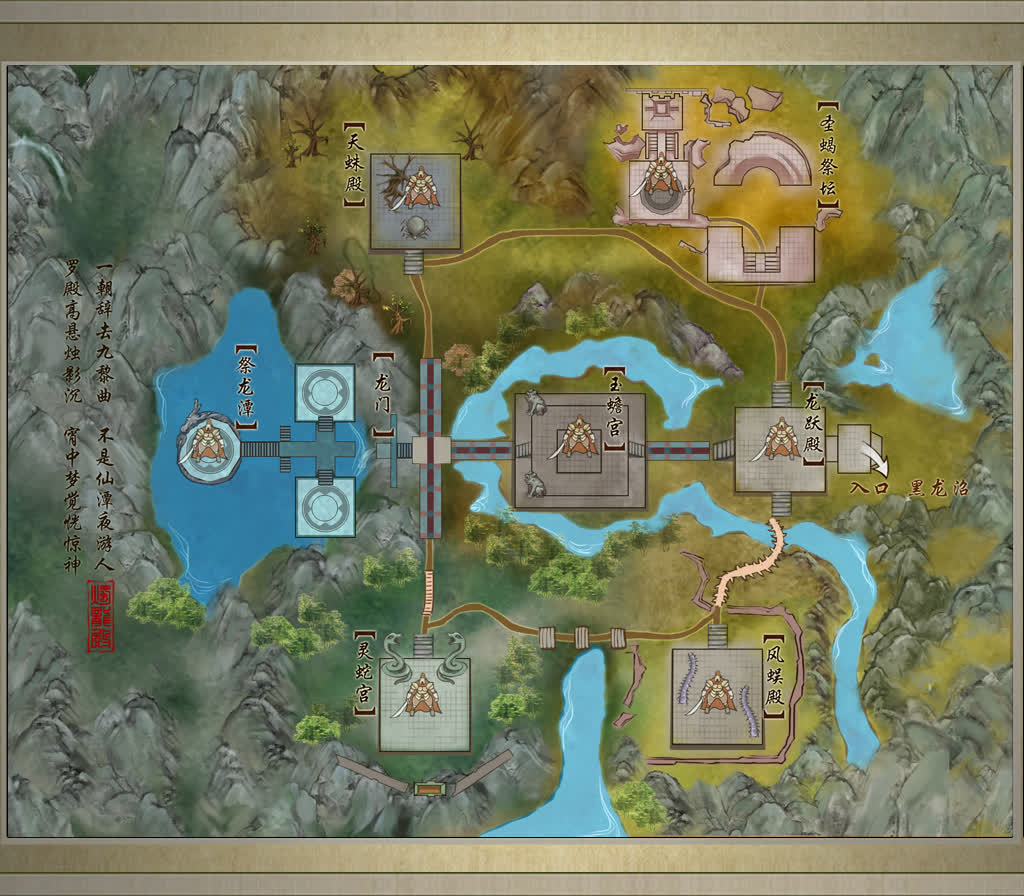 【天蛛殿】
【圣蝎祭坛】
【祭龙潭】
【龙门】
【玉蟾宫】
【龙跃殿】
入口 黑龙沼
【灵蛇宫】
【风蜈殿】
一朝辞去九黎曲 不是仙潭夜游人
罗殿高悬烛影沉 宵中梦觉恍惊神